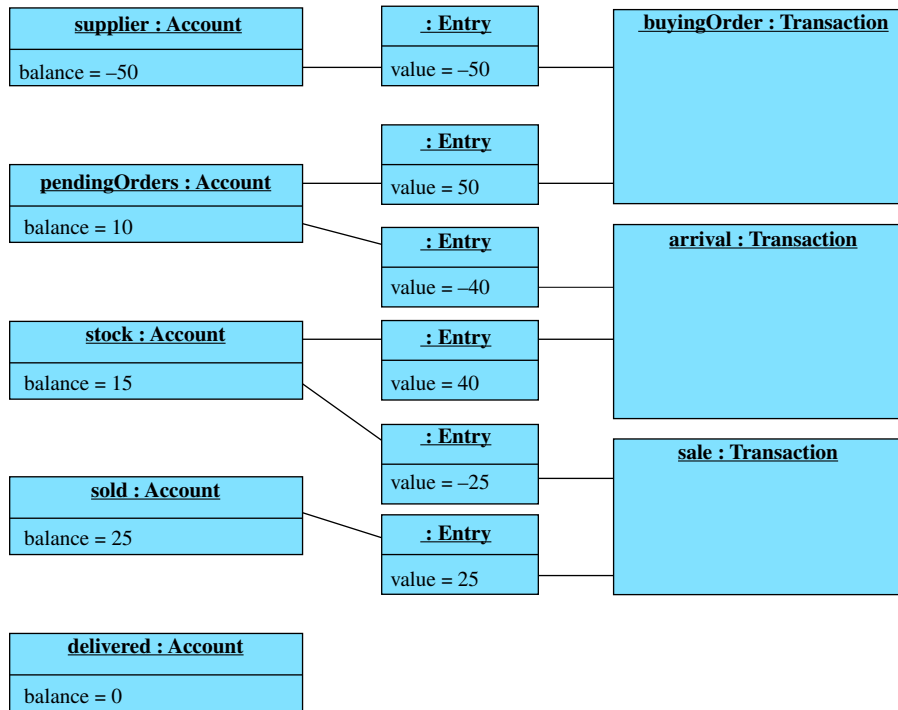 supplier : Account
balance = –50
: Entry
value = –50
buyingOrder : Transaction
: Entry
value = 50
pendingOrders : Account
balance = 10
: Entry
value = –40
arrival : Transaction
stock : Account
balance = 15
: Entry
value = 40
: Entry
value = –25
sale : Transaction
sold : Account
balance = 25
: Entry
value = 25
delivered : Account
balance = 0